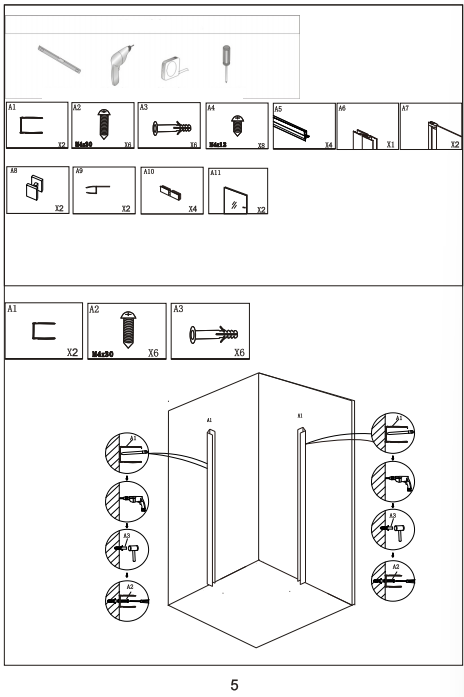 A1 A2 A3 A4 A5 A6 A7
X2 M4x30 X6 X6 M4x12 X8 X4 X1 X2
A8 A9 A10 A11
X2 X2 X4 X2
A1 A2 A3
X2 M4x30 X6 X6
A1 A1 A1 A1
A3 A3
A2 A2
5